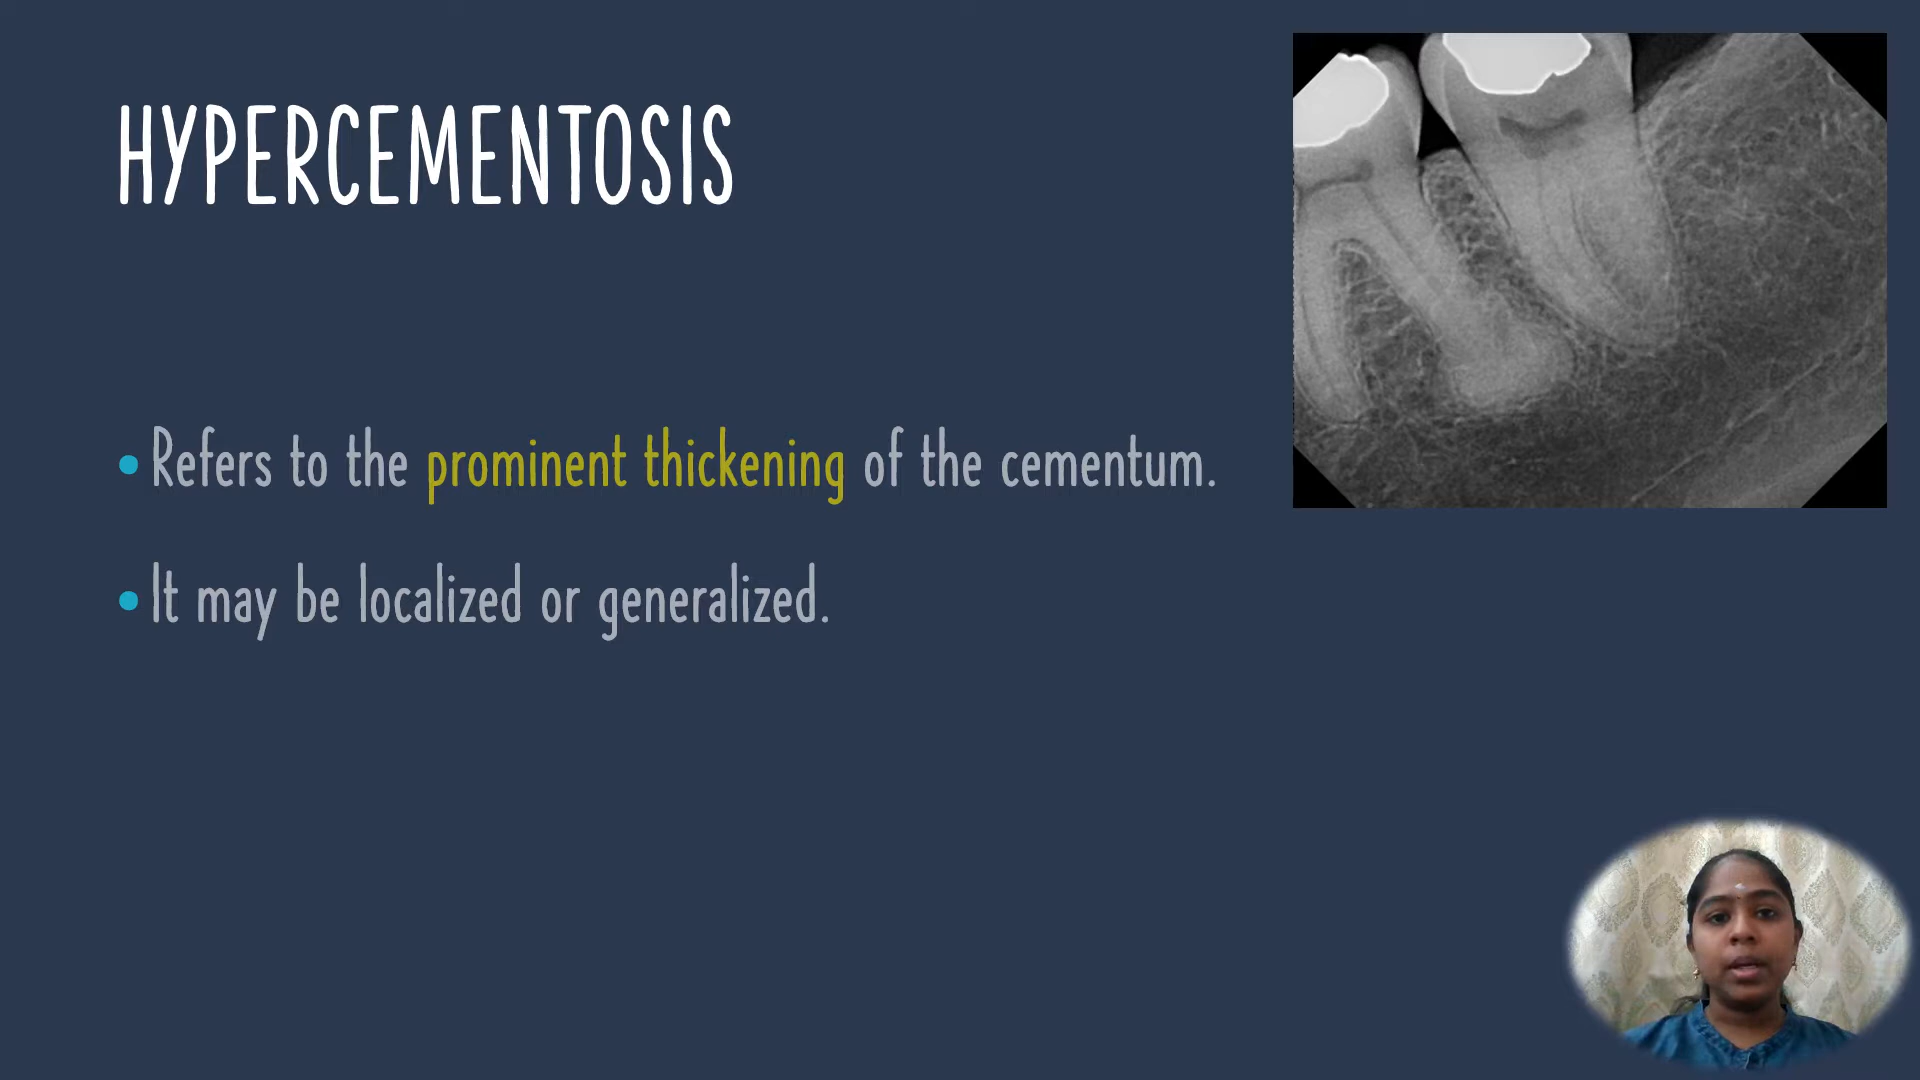 HYPERCEMENTOSIS
• Refers to the prominent thickening of the cementum.
• It may be localized or generalized.